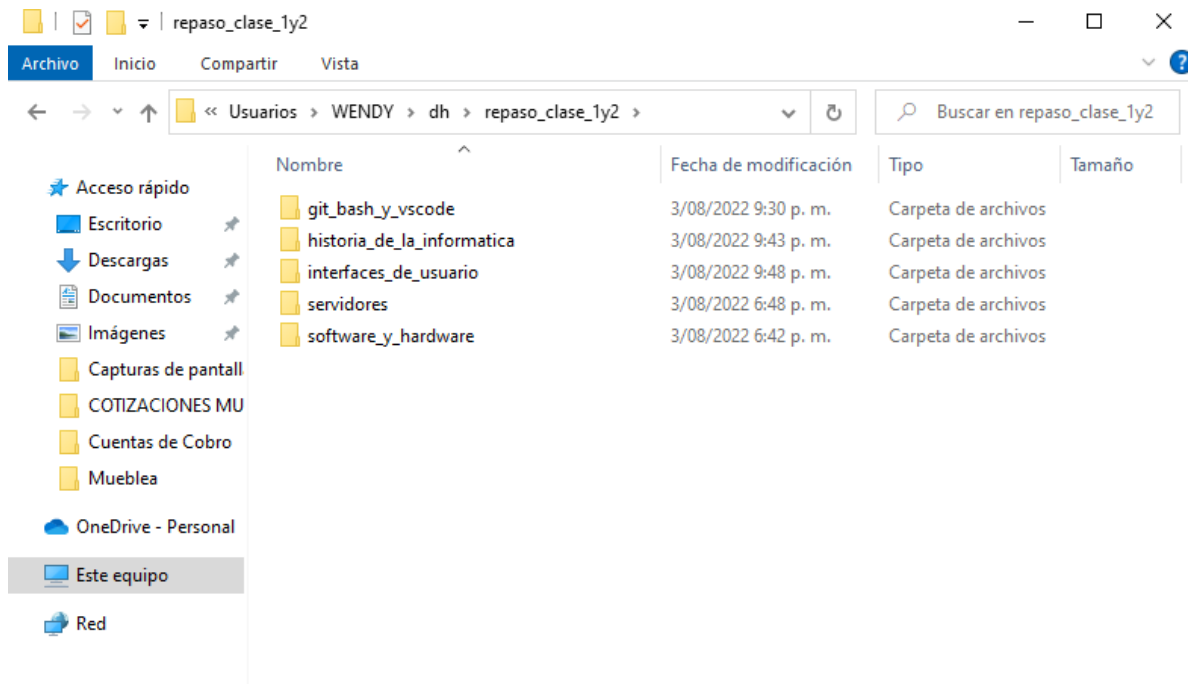 repaso_clase_1y2
Archivo Inicio Compartir Vista
« Usuarios > WENDY > dh > repaso_clase_1y2 > Buscar en repaso_clase_1y2
Nombre Fecha de modificación Tipo Tamaño
Acceso rápido
Escritorio
Descargas
Documentos
Imágenes
Capturas de pantall
COTIZACIONES MU
Cuentas de Cobro
Mueblea
OneDrive - Personal
Este equipo
Red
git_bash_y_vscode 3/08/2022 9:30 p. m. Carpeta de archivos
historia_de_la_informatica 3/08/2022 9:43 p. m. Carpeta de archivos
interfaces_de_usuario 3/08/2022 9:48 p. m. Carpeta de archivos
servidores 3/08/2022 6:48 p. m. Carpeta de archivos
software_y_hardware 3/08/2022 6:42 p. m. Carpeta de archivos